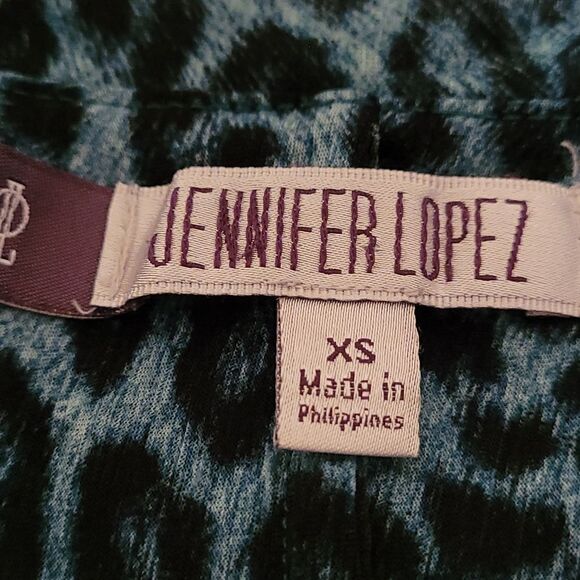 JENNIFER LOPEZ
XS
Made in
Philippines